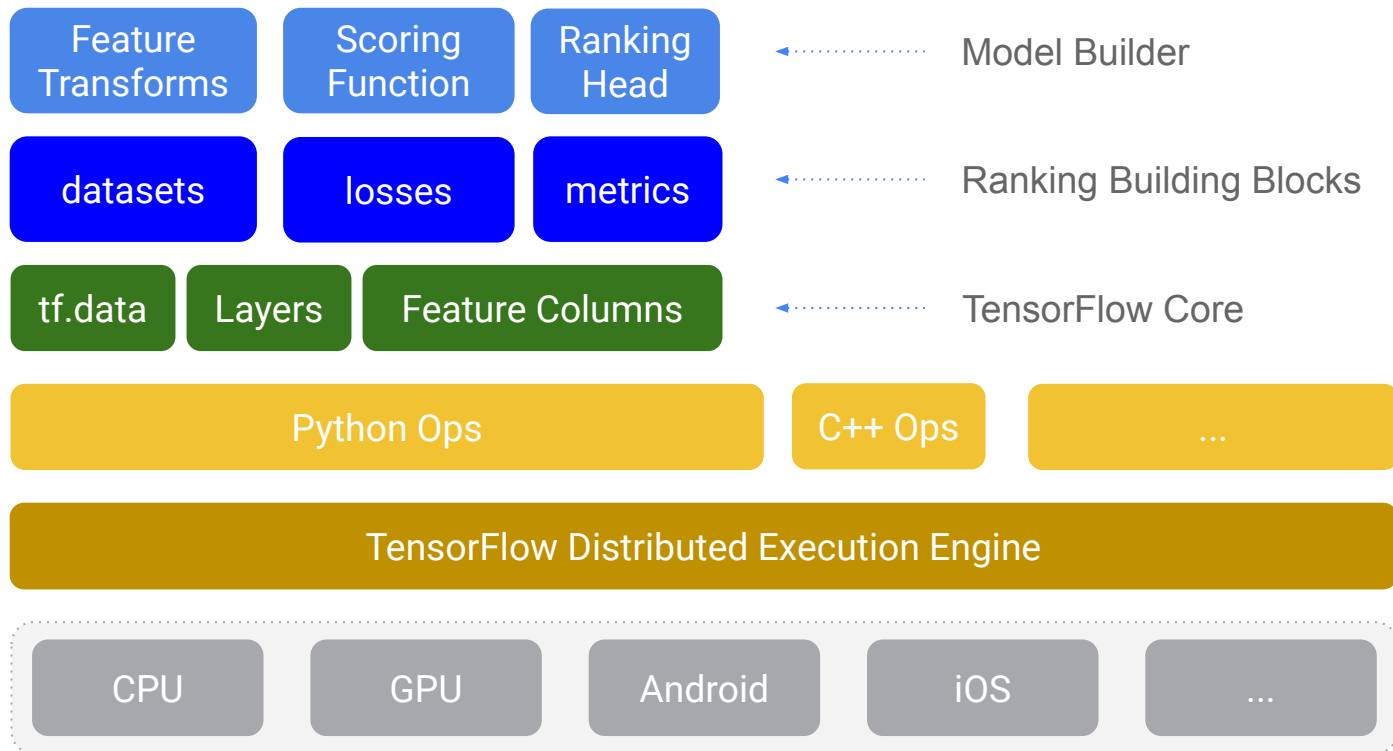 Feature
Transforms
Scoring
Function
Ranking
Head
Model Builder
datasets
losses
metrics
Ranking Building Blocks
tf.data
Layers
Feature Columns
TensorFlow Core
Python Ops
C++ Ops
...
TensorFlow Distributed Execution Engine
CPU
GPU
Android
iOS
...